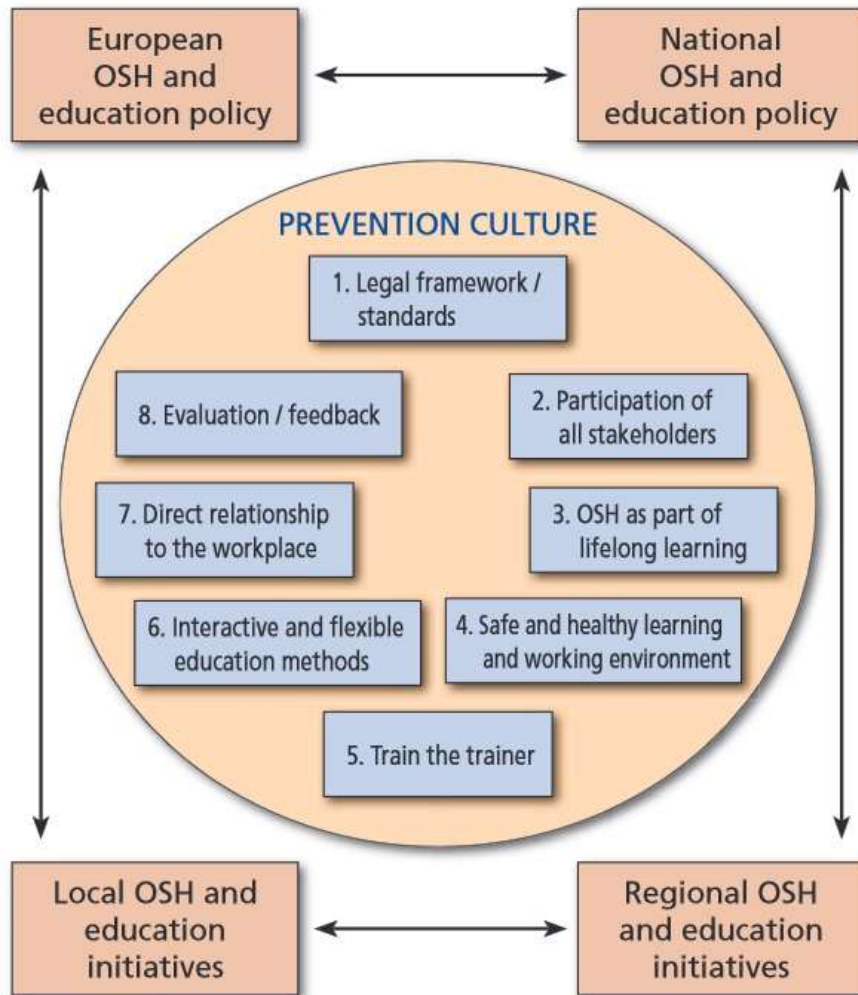 European
OSH and
education policy
National
OSH and
education policy
PREVENTION CULTURE
1. Legal framework /
standards
8. Evaluation / feedback
2. Participation of
all stakeholders
7. Direct relationship
to the workplace
3. OSH as part of
lifelong learning
6. Interactive and flexible
education methods
4. Safe and healthy learning
and working environment
5. Train the trainer
Local OSH and
education
initiatives
Regional OSH
and education
initiatives